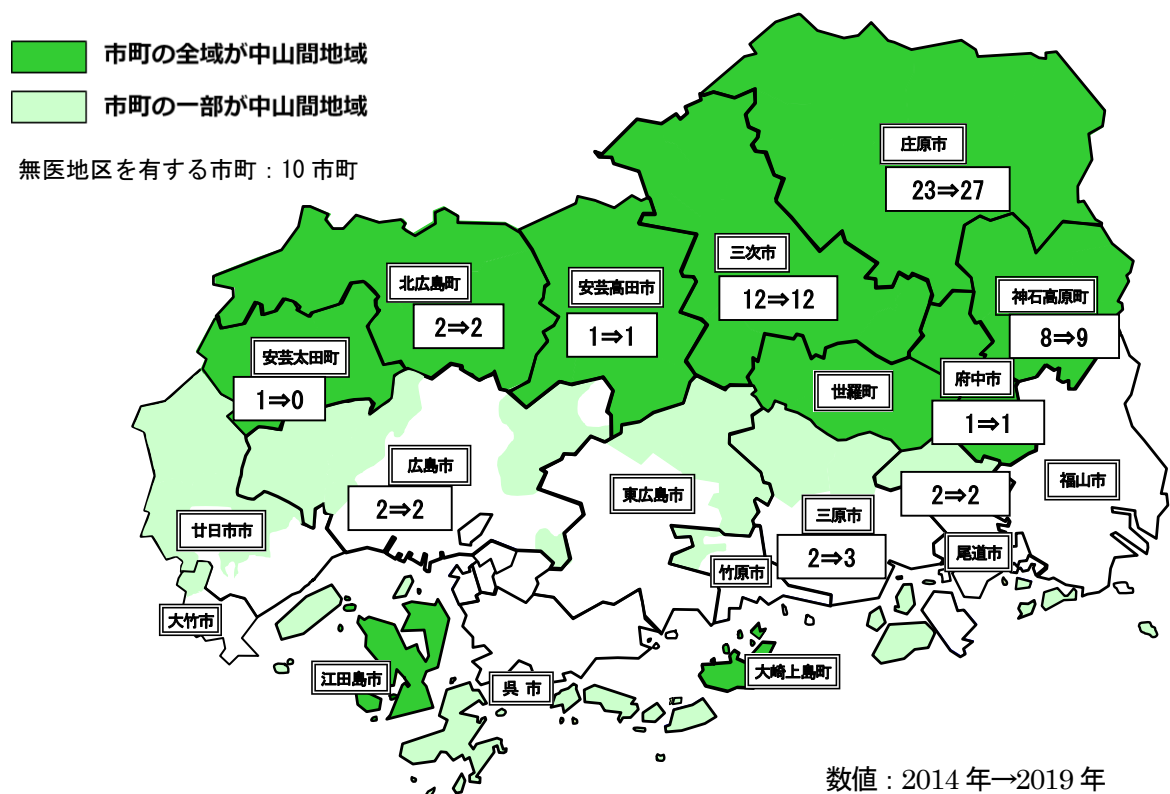 市町の全域が中山間地域
市町の一部が中山間地域
無医地区を有する市町：10 市町
庄原市
23⇒27
三次市
12⇒12
北広島町
2⇒2
安芸高田市
1⇒1
神石高原町
8⇒9
安芸太田町
1⇒0
世羅町
府中市
1⇒1
広島市
2⇒2
東広島市
2⇒2
福山市
三原市
2⇒3
廿日市市
尾道市
竹原市
大竹市
江田島市
呉 市
大崎上島町
数値：2014 年→2019 年